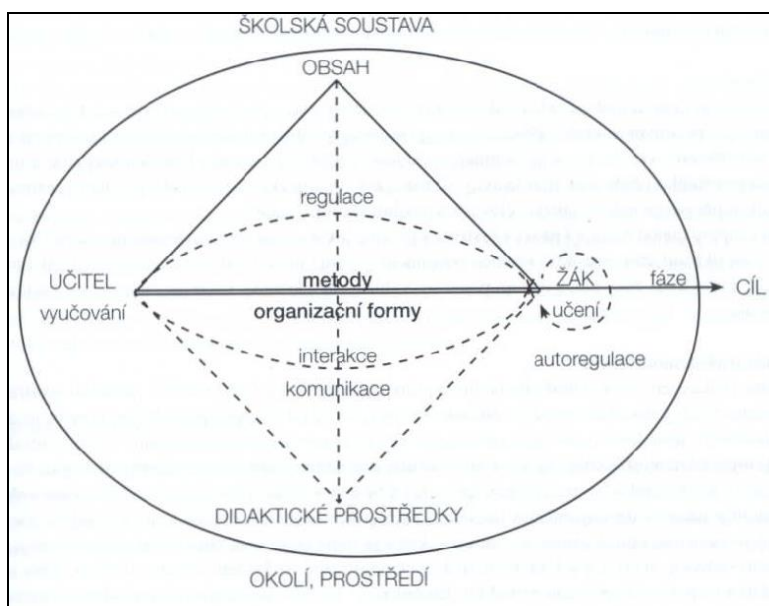 ŠKOLSKÁ SOUSTAVA
OBSAH
regulace
UČITEL
vyučování
metody
organizační formy
ŽÁK
učení
fáze
CÍL
interakce
komunikace
autoregulace
DIDAKTICKÉ PROSTŘEDKY
OKOLÍ, PROSTŘEDÍ